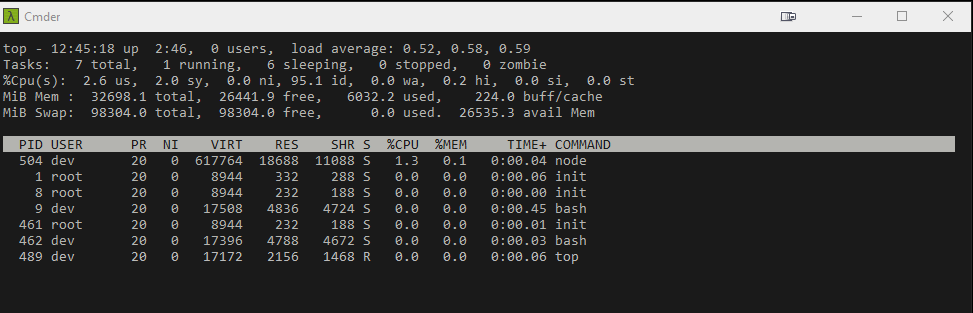 λ Cmder
top - 12:45:18 up  2:46,  0 users,  load average: 0.52, 0.58, 0.59
Tasks:   7 total,   1 running,   6 sleeping,   0 stopped,   0 zombie
%Cpu(s):  2.6 us,  2.0 sy,  0.0 ni, 95.1 id,  0.0 wa,  0.2 hi,  0.0 si,  0.0 st
MiB Mem :  32698.1 total,  26441.9 free,   6032.2 used,    224.0 buff/cache
MiB Swap:  98304.0 total,  98304.0 free,      0.0 used.  26535.3 avail Mem
  PID USER      PR  NI    VIRT    RES    SHR S  %CPU  %MEM     TIME+ COMMAND
  504 dev       20   0  617764  18688  11088 S   1.3   0.1   0:00.04 node
    1 root      20   0    8944    332    288 S   0.0   0.0   0:00.06 init
    8 root      20   0    8944    232    188 S   0.0   0.0   0:00.00 init
    9 dev       20   0   17508   4836   4724 S   0.0   0.0   0:00.45 bash
  461 root      20   0    8944    232    188 S   0.0   0.0   0:00.01 init
  462 dev       20   0   17396   4788   4672 S   0.0   0.0   0:00.03 bash
  489 dev       20   0   17172   2156   1468 R   0.0   0.0   0:00.06 top